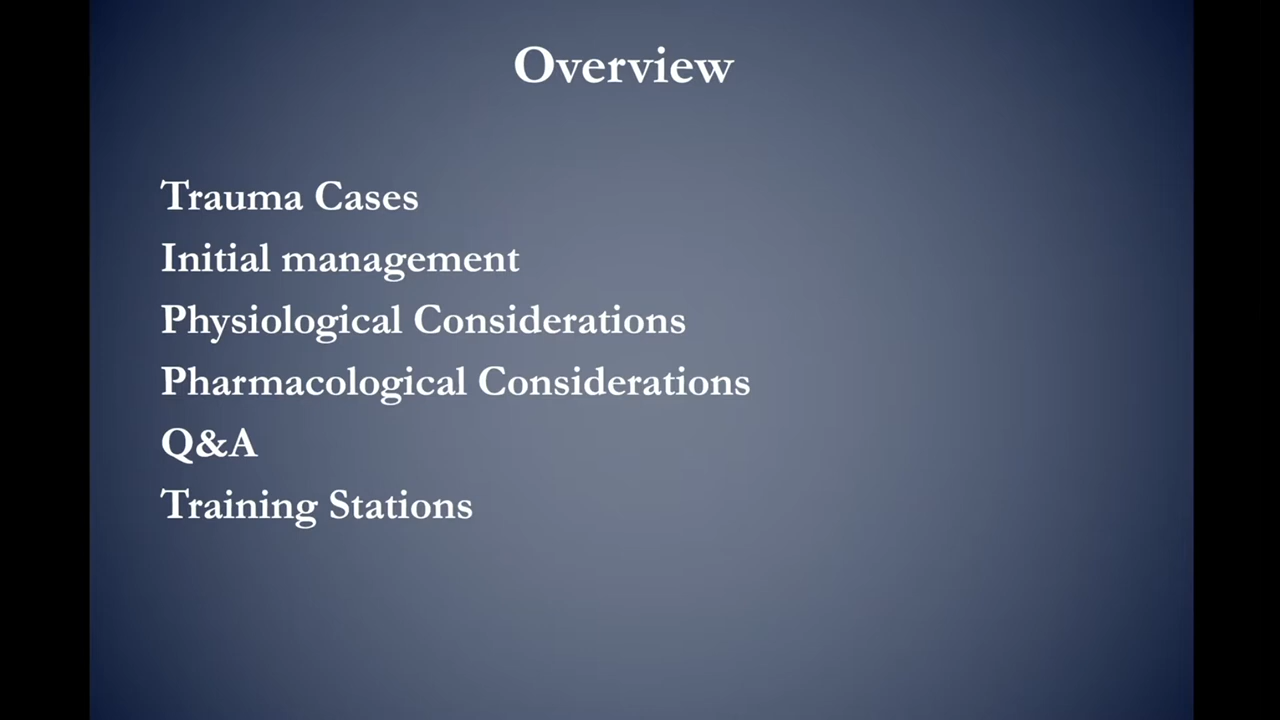 Overview
Trauma Cases
Initial management
Physiological Considerations
Pharmacological Considerations
Q&A
Training Stations